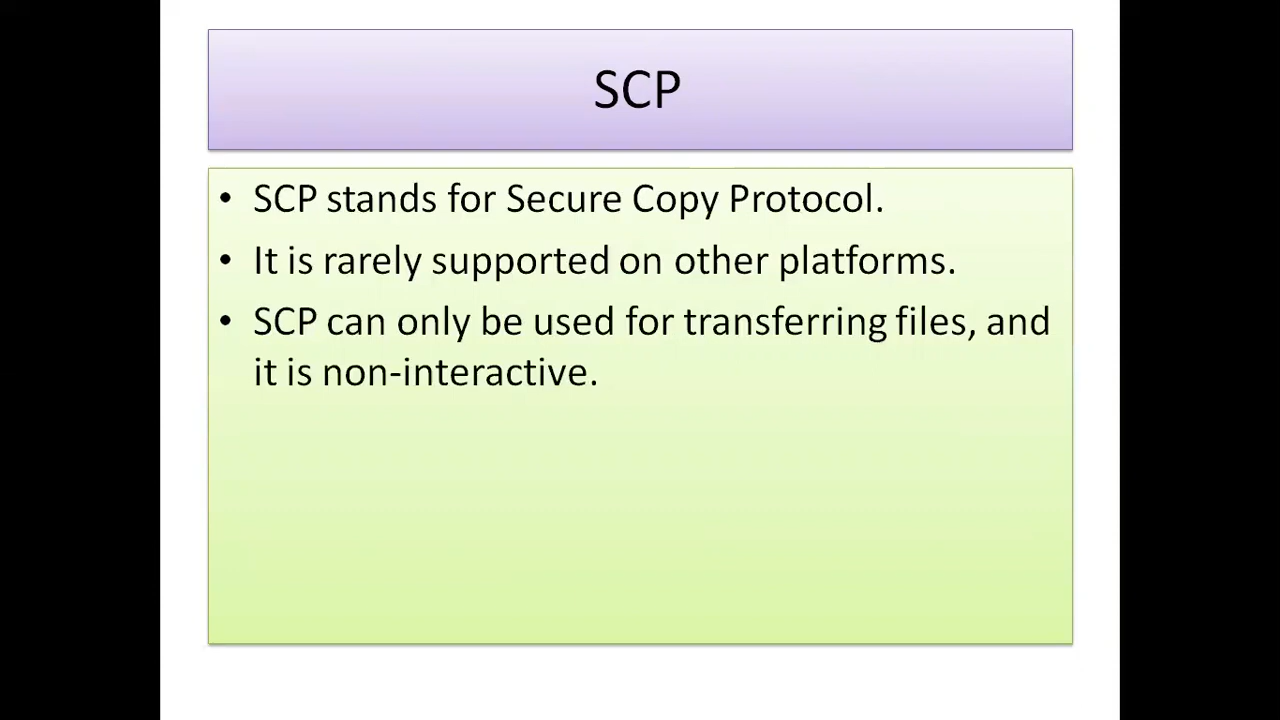 SCP
• SCP stands for Secure Copy Protocol.
• It is rarely supported on other platforms.
• SCP can only be used for transferring files, and
it is non-interactive.